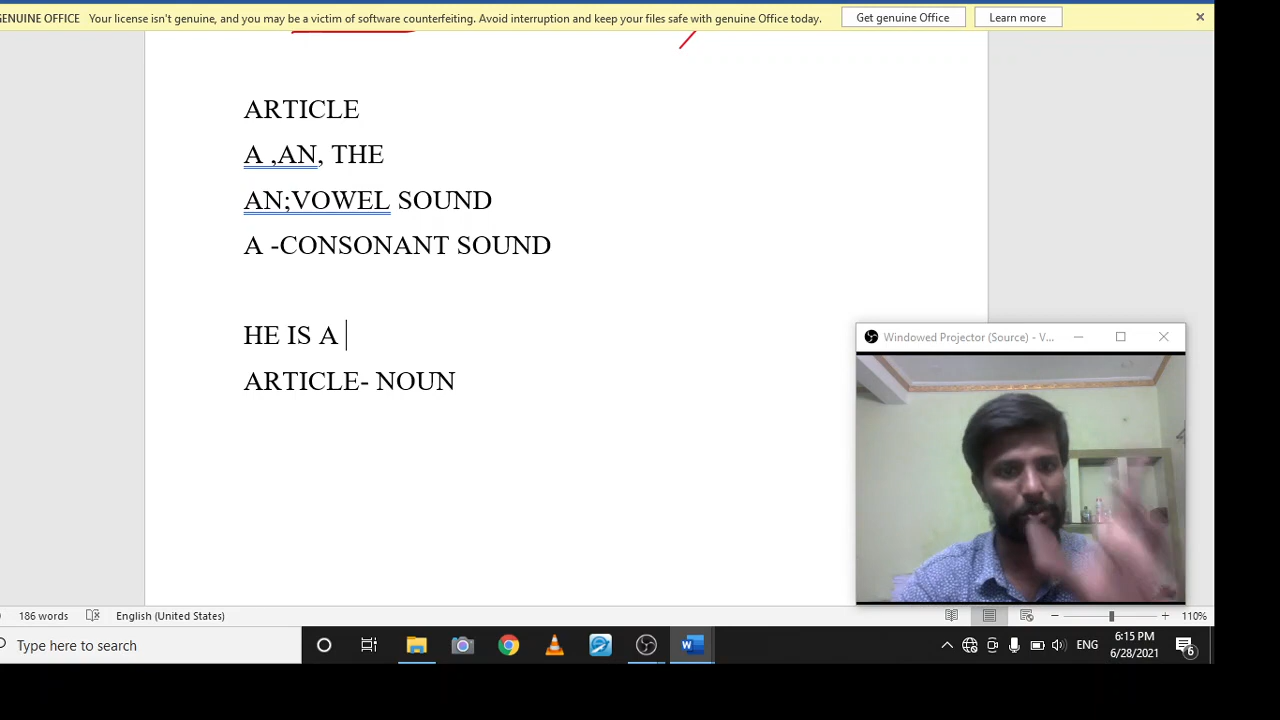 GENUINE OFFICE Your license isn't genuine, and you may be a victim of software counterfeiting. Avoid interruption and keep your files safe with genuine Office today. Get genuine Office Learn more
ARTICLE
A ,AN, THE
AN;VOWEL SOUND
A -CONSONANT SOUND
HE IS A
ARTICLE- NOUN
Windowed Projector (Source) - V...
186 words English (United States) 110%
Type here to search ENG 6:15 PM
6/28/2021 6